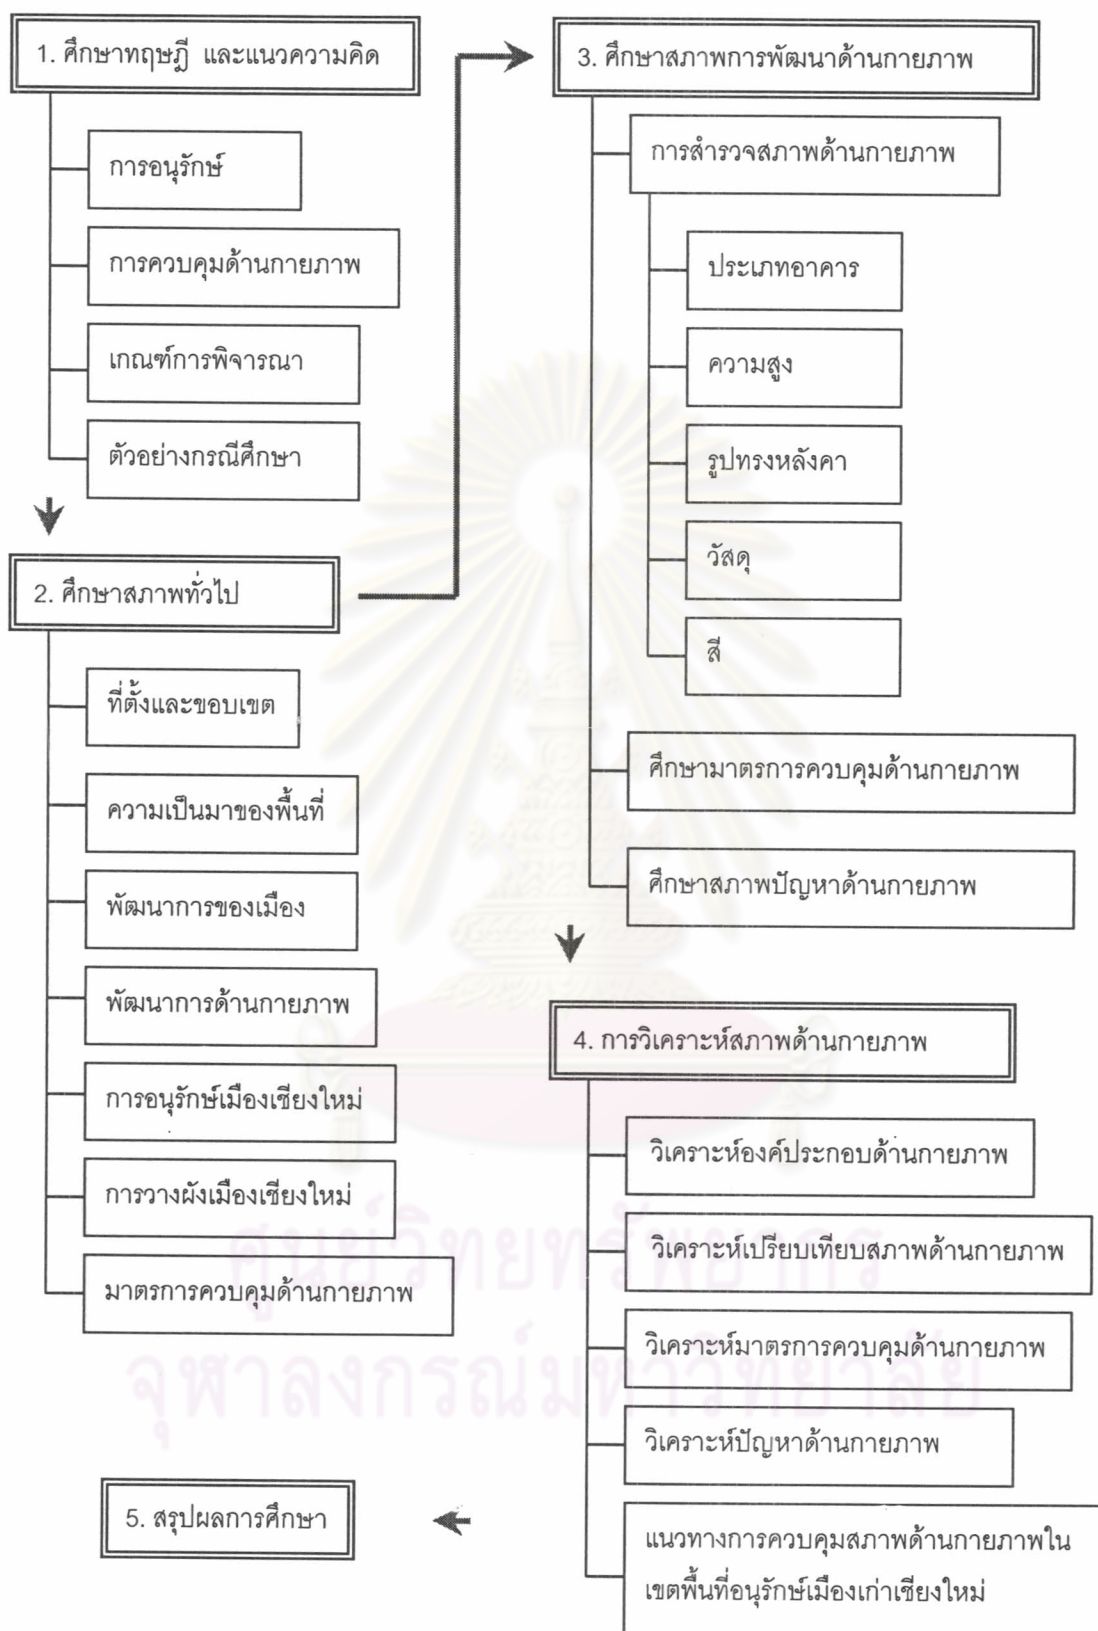 1. ศึกษาทฤษฎี และแนวความคิด
การอนุรักษ์
การควบคุมด้านกายภาพ
เกณฑ์การพิจารณา
ตัวอย่างกรณีศึกษา
2. ศึกษาสภาพทั่วไป
ที่ตั้งและขอบเขต
ความเป็นมาของพื้นที่
พัฒนาการของเมือง
พัฒนาการด้านกายภาพ
การอนุรักษ์เมืองเชียงใหม่
การวางผังเมืองเชียงใหม่
มาตรการควบคุมด้านกายภาพ
3. ศึกษาสภาพการพัฒนาด้านกายภาพ
การสำรวจสภาพด้านกายภาพ
ประเภทอาคาร
ความสูง
รูปทรงหลังคา
วัสดุ
สี
ศึกษามาตรการควบคุมด้านกายภาพ
ศึกษาสภาพปัญหาด้านกายภาพ
4. การวิเคราะห์สภาพด้านกายภาพ
วิเคราะห์องค์ประกอบด้านกายภาพ
วิเคราะห์เปรียบเทียบสภาพด้านกายภาพ
วิเคราะห์มาตรการควบคุมด้านกายภาพ
วิเคราะห์ปัญหาด้านกายภาพ
แนวทางการควบคุมสภาพด้านกายภาพใน
เขตพื้นที่อนุรักษ์เมืองเก่าเชียงใหม่
5. สรุปผลการศึกษา
ศูนย์วิทยทรัพยากร
จุฬาลงกรณ์มหาวิทยาลัย